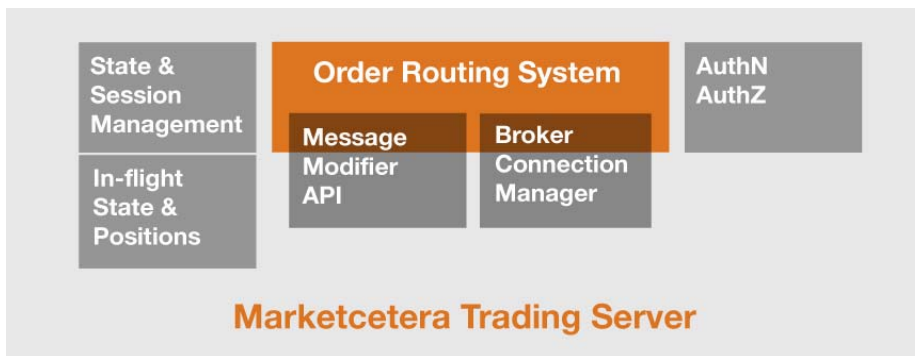 State &
Session
Management
In-flight
State &
Positions
Order Routing System
Message
Modifier
API
Broker
Connection
Manager
AuthN
AuthZ
Marketcetera Trading Server